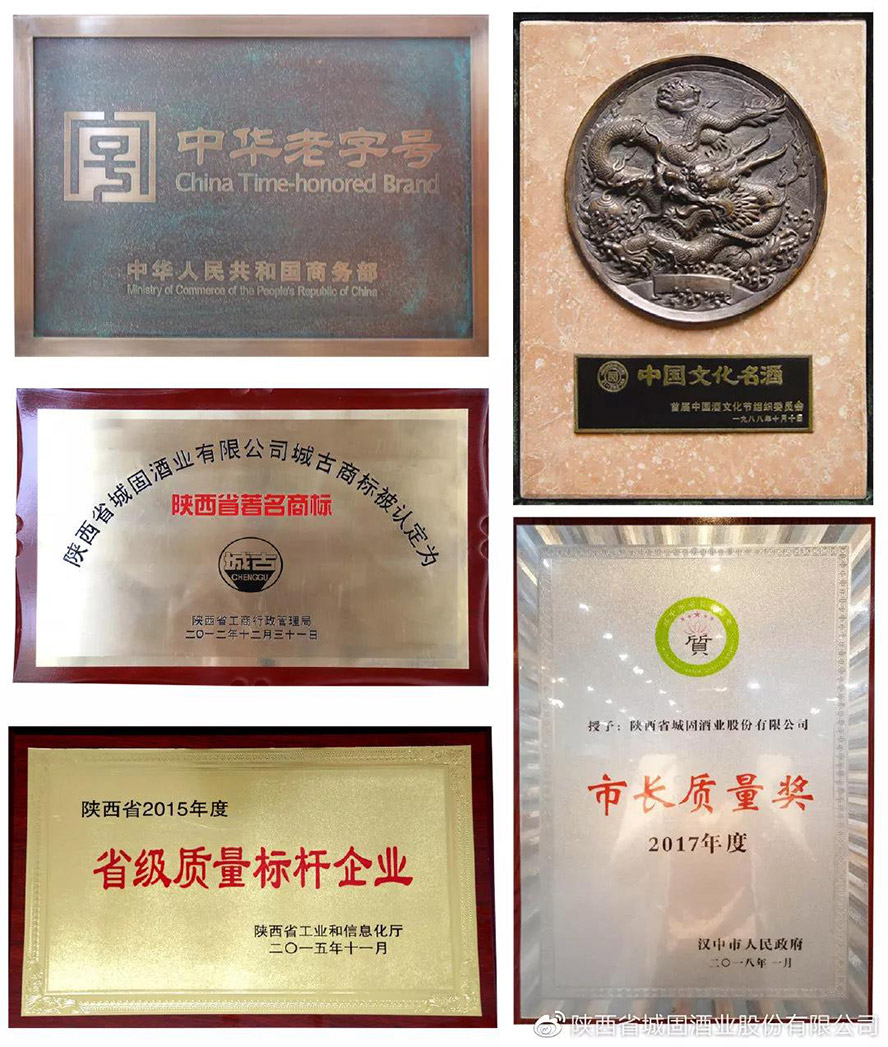 中华老字号
China Time-honored Brand
中华人民共和国商务部
Ministry of Commerce of the People's Republic of China
中国文化名酒
首届中国酒文化节组织委员会
一九八八年十月十日
陕西省城固酒业有限公司城古商标被认定为
陕西省著名商标
城古
CHENGGU
陕西省工商行政管理局
二〇一二年十二月三十一日
質
授予：陕西省城固酒业股份有限公司
市长质量奖
2017年度
汉中市人民政府
二〇一八年一月
陕西省2015年度
省级质量标杆企业
陕西省工业和信息化厅
二〇一五年十一月
陕西省城固酒业股份有限公司